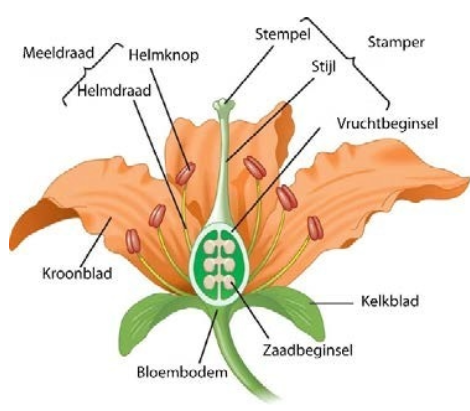 Stempel
Stamper
Meeldraad
Helmknop
Stijl
Helmdraad
Vruchtbeginsel
Kroonblad
Kelkblad
Zaadbeginsel
Bloembodem